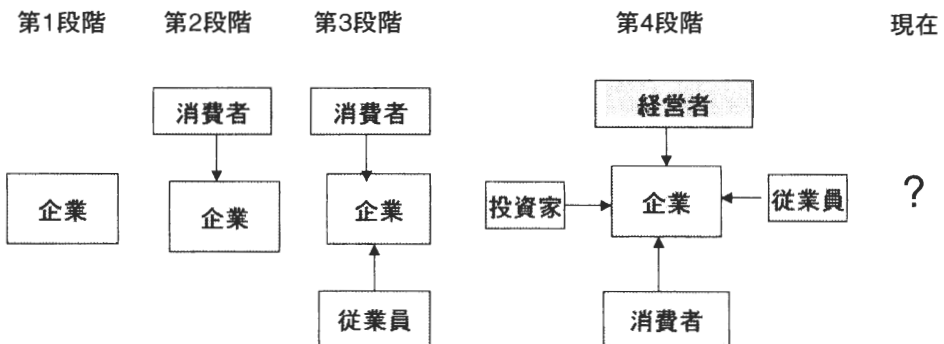 第1段階 第2段階 第3段階 第4段階 現在
消費者 消費者 経営者
企業 企業 企業 投資家 企業 従業員 ?
従業員 消費者